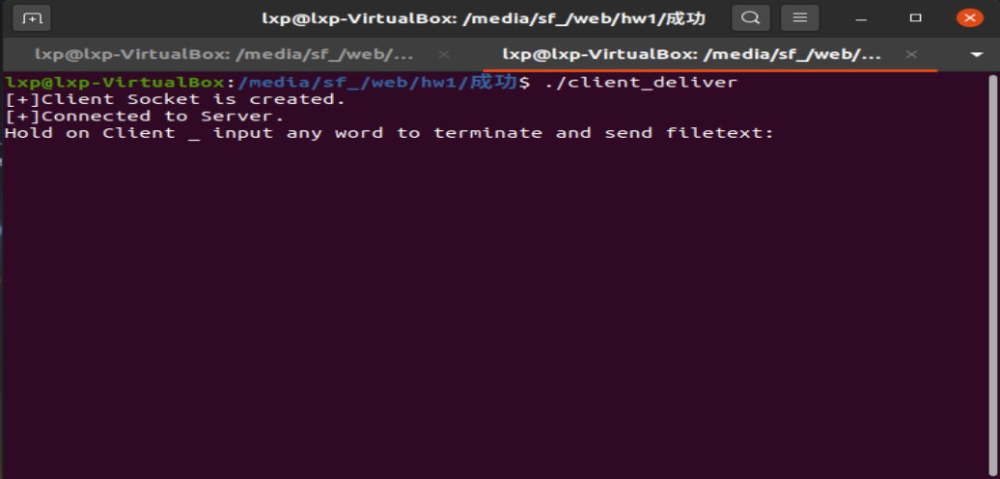 lxp@lxp-VirtualBox: /media/sf_/web/hw1/成功
lxp@lxp-VirtualBox: /media/sf_/web/...
lxp@lxp-VirtualBox: /media/sf_/web/...
lxp@lxp-VirtualBox:/media/sf_/web/hw1/成功$ ./client_deliver
[+]Client Socket is created.
[+]Connected to Server.
Hold on Client _ input any word to terminate and send filetext: